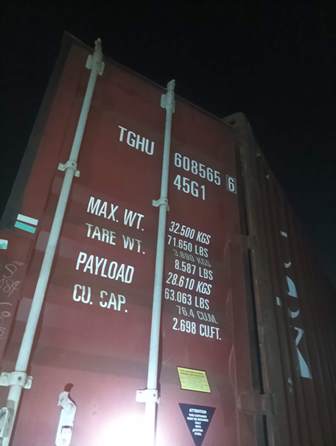 TGHU 608565 6
45G1
MAX. WT. 32.500 KGS
71.650 LBS
TARE WT. 3.890 KGS
8.587 LBS
PAYLOAD 28.610 KGS
63.063 LBS
CU. CAP. 76.4 CU.M.
2.698 CU.FT.
ATTENTION